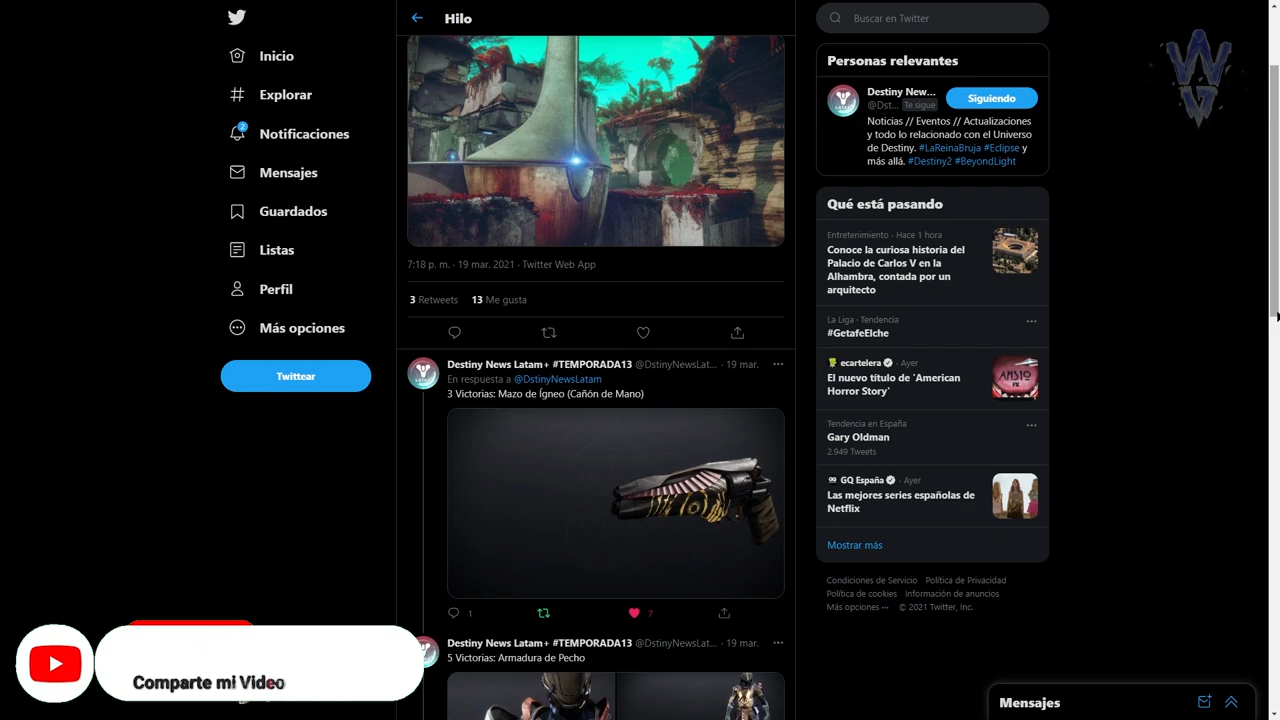 Inicio
Explorar
2
Notificaciones
Mensajes
Guardados
Listas
Perfil
Más opciones
Twittear
Hilo
7:18 p. m. · 19 mar. 2021 · Twitter Web App
3 Retweets 13 Me gusta
Destiny News Latam+ #TEMPORADA13 @DstinyNewsLat... · 19 mar.
En respuesta a @DstinyNewsLatam
3 Victorias: Mazo de Ígneo (Cañón de Mano)
1
7
Destiny News Latam+ #TEMPORADA13 @DstinyNewsLat... · 19 mar.
5 Victorias: Armadura de Pecho
Buscar en Twitter
Personas relevantes
Destiny New...
@Dst... Te sigue
Siguiendo
Noticias // Eventos // Actualizaciones
y todo lo relacionado con el Universo
de Destiny. #LaReinaBruja #Eclipse y
más allá. #Destiny2 #BeyondLight
Qué está pasando
Entretenimiento · Hace 1 hora
Conoce la curiosa historia del
Palacio de Carlos V en la
Alhambra, contada por un
arquitecto
La Liga · Tendencia
#GetafeElche
ecartelera · Ayer
El nuevo título de 'American
Horror Story'
Tendencia en España
Gary Oldman
2.949 Tweets
GQ España · Ayer
Las mejores series españolas de
Netflix
Mostrar más
Condiciones de Servicio Política de Privacidad
Política de cookies Información de anuncios
Más opciones ··· © 2021 Twitter, Inc.
Mensajes
Comparte mi Video